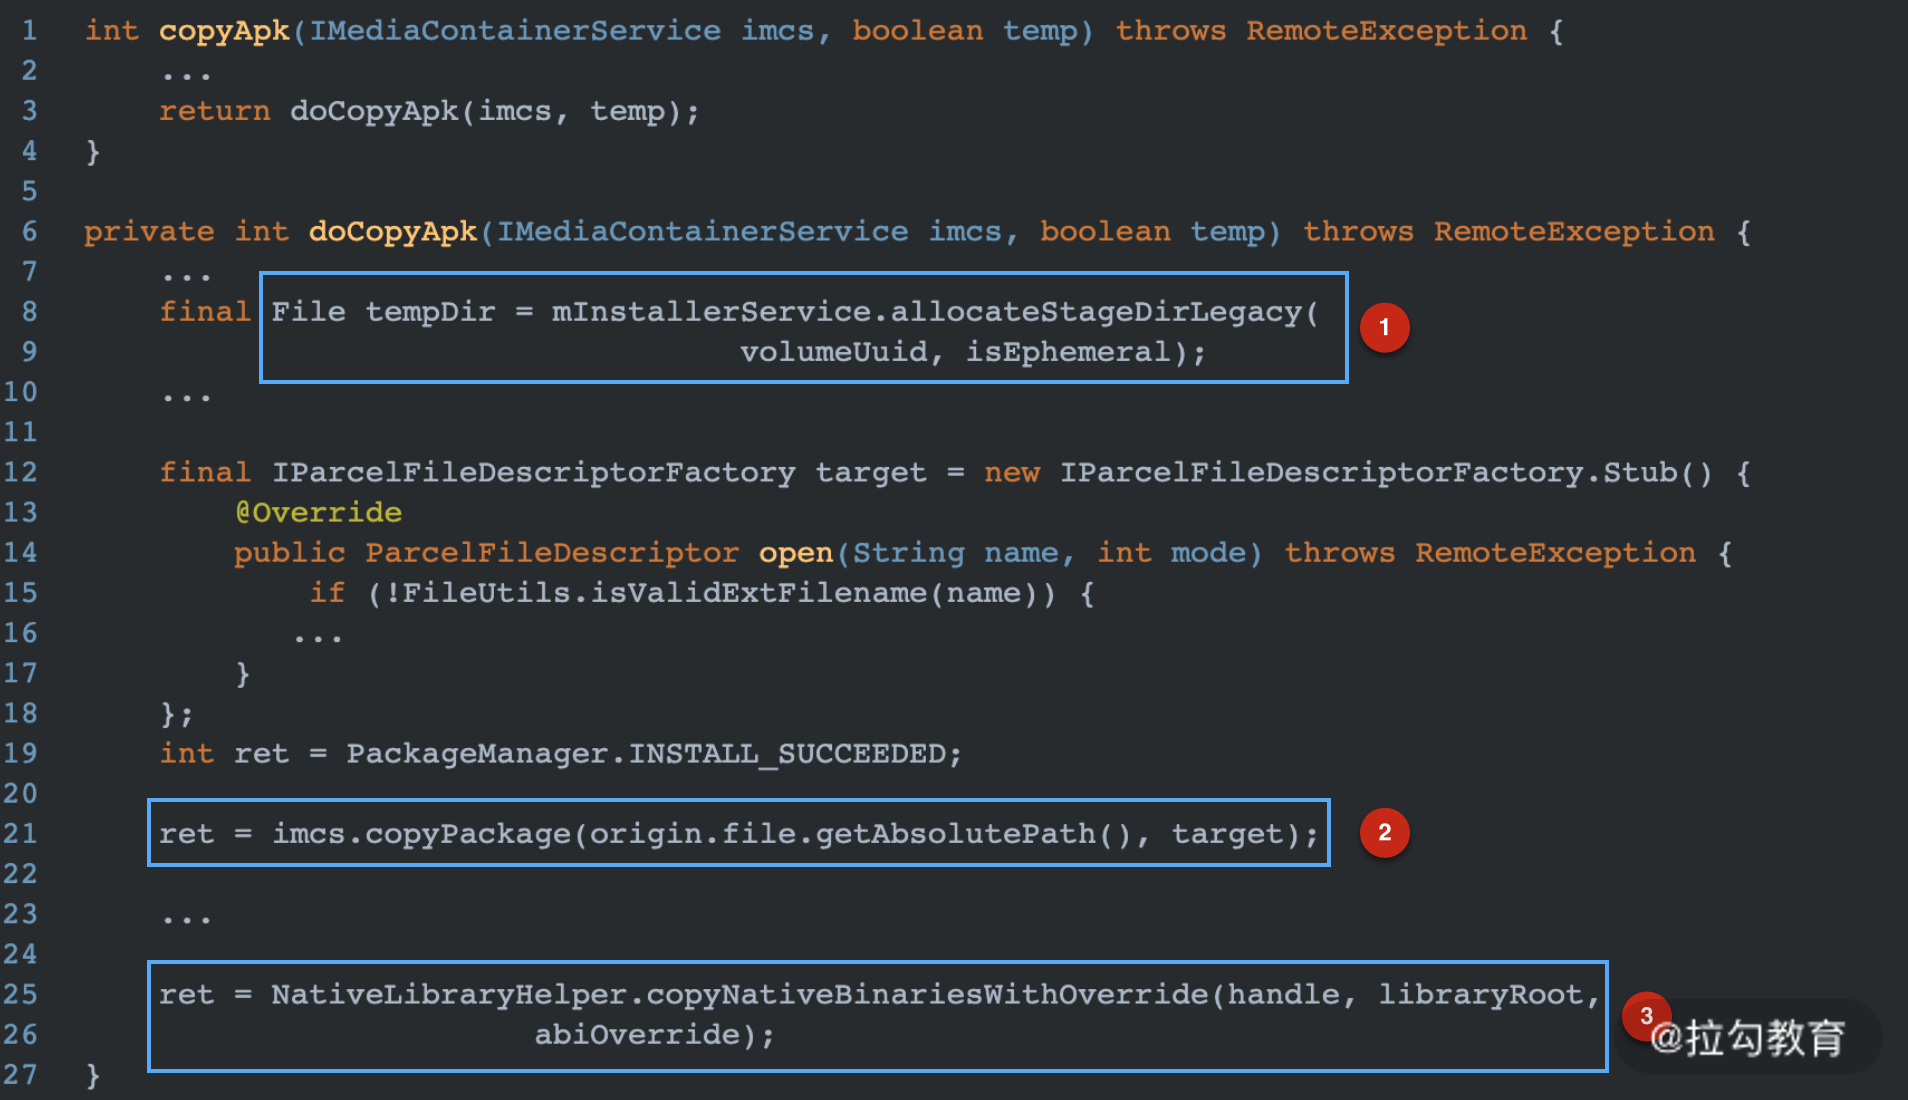 1 int copyApk(IMediaContainerService imcs, boolean temp) throws RemoteException {
2 ...
3 return doCopyApk(imcs, temp);
4 }
5
6 private int doCopyApk(IMediaContainerService imcs, boolean temp) throws RemoteException {
7 ...
8 final File tempDir = mInstallerService.allocateStageDirLegacy(
1
9 volumeUuid, isEphemeral);
10 ...
11
12 final IParcelFileDescriptorFactory target = new IParcelFileDescriptorFactory.Stub() {
13 @Override
14 public ParcelFileDescriptor open(String name, int mode) throws RemoteException {
15 if (!FileUtils.isValidExtFilename(name)) {
16 ...
17 }
18 };
19 int ret = PackageManager.INSTALL_SUCCEEDED;
20
21 ret = imcs.copyPackage(origin.file.getAbsolutePath(), target);
2
22
23 ...
24
25 ret = NativeLibraryHelper.copyNativeBinariesWithOverride(handle, libraryRoot,
3
26 abiOverride);
@拉勾教育
27 }